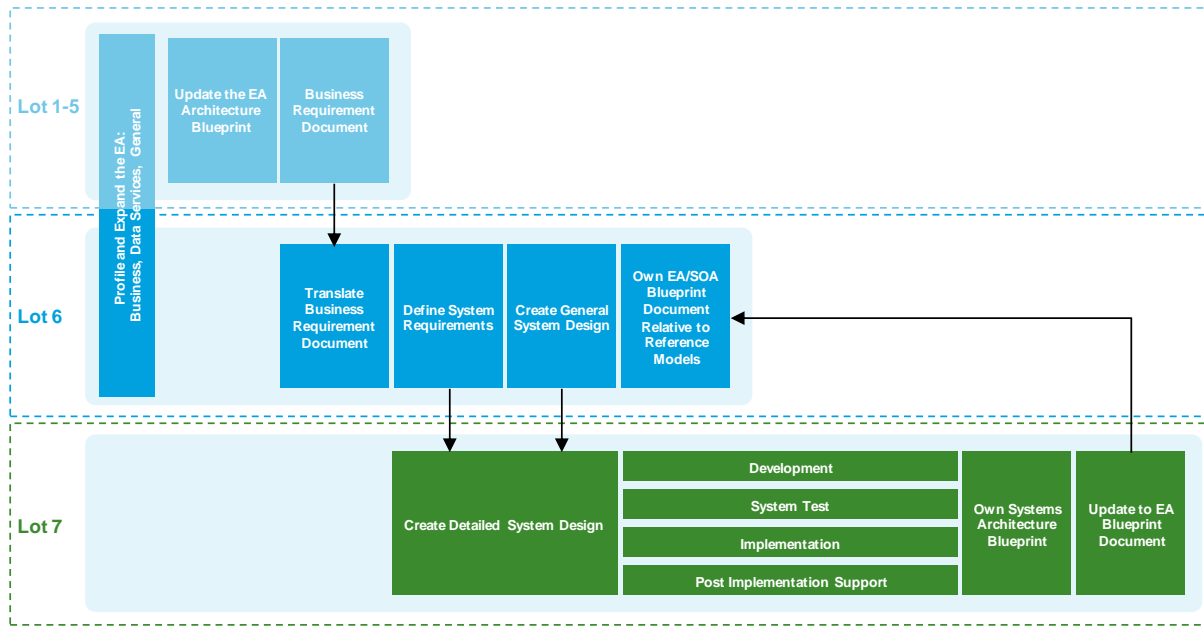 Lot 1-5
Profile and Expand the EA:
Business, Data Services, General
Update the EA
Architecture
Blueprint
Business
Requirement
Document
Lot 6
Translate
Business
Requirement
Document
Define System
Requirements
Create General
System Design
Own EA/SOA
Blueprint
Document
Relative to
Reference
Models
Lot 7
Create Detailed System Design
Development
System Test
Implementation
Post Implementation Support
Own Systems
Architecture
Blueprint
Update to EA
Blueprint
Document